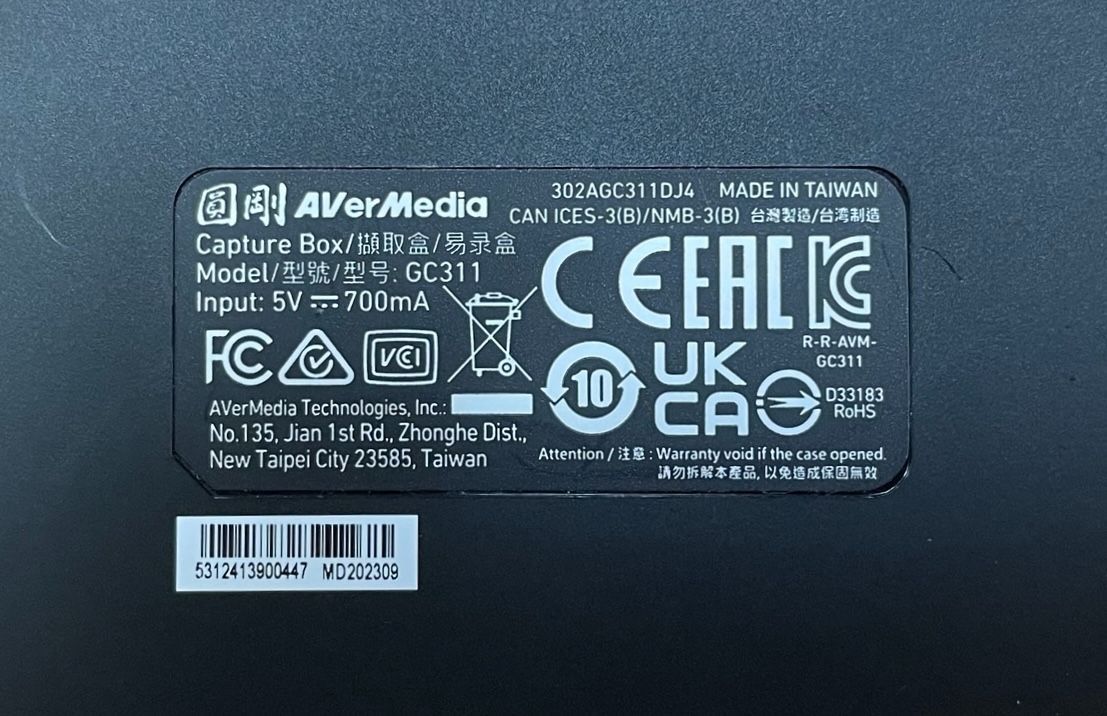 圓剛 AVerMedia
302AGC311DJ4 MADE IN TAIWAN
CAN ICES-3(B)/NMB-3(B) 台灣製造/台湾制造
Capture Box/擷取盒/易录盒
Model/型號/型号: GC311
Input: 5V ⎓ 700mA
CE EAC KC
R-R-AVM-
GC311
FC VCI
10
UK
CA
D33183
RoHS
AVerMedia Technologies, Inc.:
No.135, Jian 1st Rd., Zhonghe Dist.,
New Taipei City 23585, Taiwan
Attention / 注意 : Warranty void if the case opened.
請勿拆解本產品, 以免造成保固無效
5312413900447 MD202309